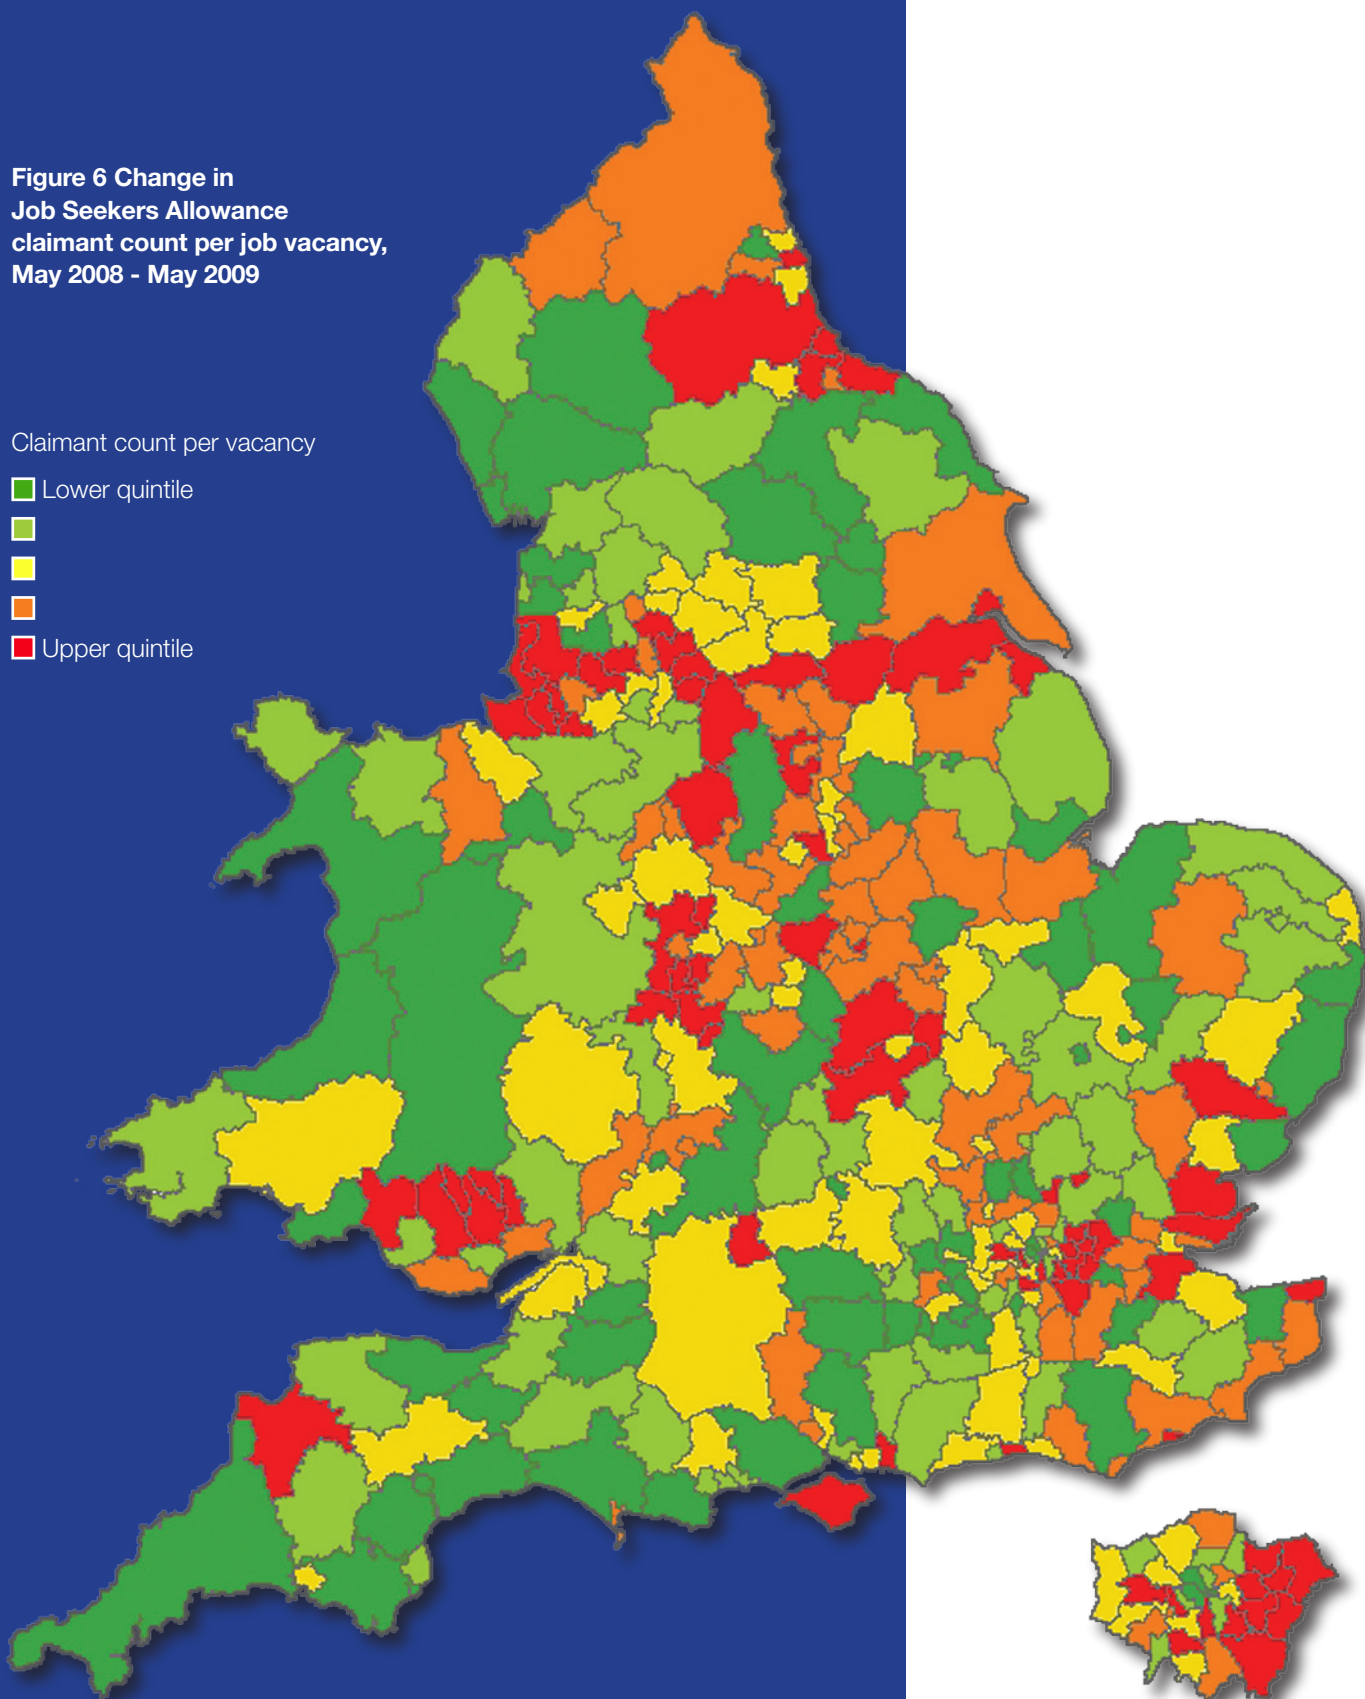 Figure 6 Change in
Job Seekers Allowance
claimant count per job vacancy,
May 2008 - May 2009
Claimant count per vacancy
Lower quintile
Upper quintile